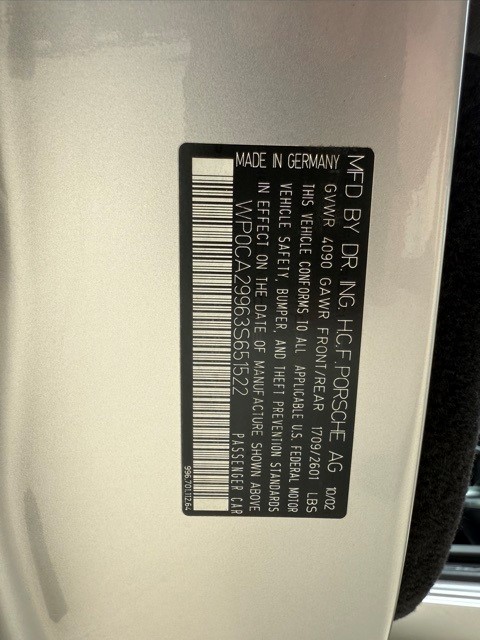 MFD BY DR. ING. H.C.F. PORSCHE AG 10/02
GVWR 4090 GAWR FRONT/REAR 1709/2601 LBS
THIS VEHICLE CONFORMS TO ALL APPLICABLE U.S. FEDERAL MOTOR
VEHICLE SAFETY, BUMPER, AND THEFT PREVENTION STANDARDS
IN EFFECT ON THE DATE OF MANUFACTURE SHOWN ABOVE
MADE IN GERMANY
WP0CA29963S651522 PASSENGER CAR
996.701.112.64